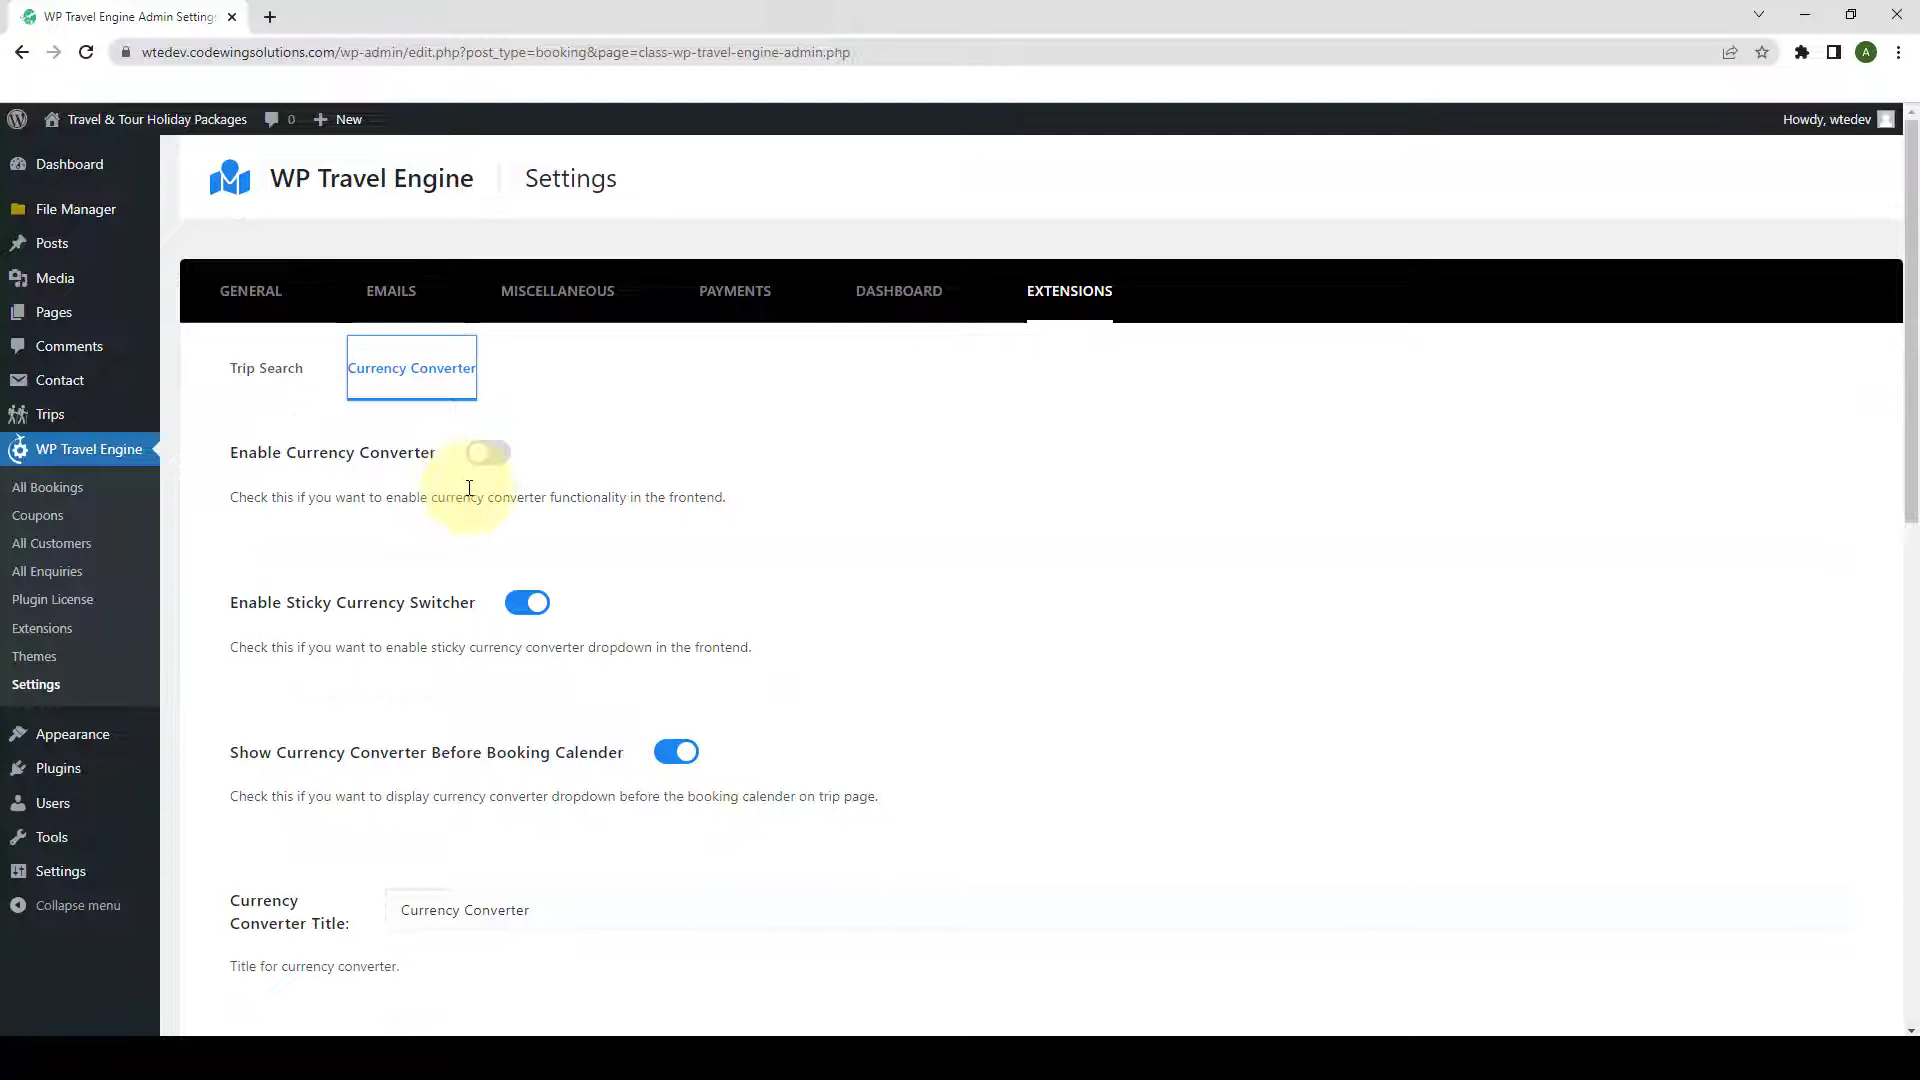 WP Travel Engine Admin Settings
wtedev.codewingsolutions.com/wp-admin/edit.php?post_type=booking&page=class-wp-travel-engine-admin.php
A
Travel & Tour Holiday Packages 0 New
Howdy, wtedev
Dashboard
File Manager
Posts
Media
Pages
Comments
Contact
Trips
WP Travel Engine
All Bookings
Coupons
All Customers
All Enquiries
Plugin License
Extensions
Themes
Settings
Appearance
Plugins
Users
Tools
Settings
Collapse menu
WP Travel Engine Settings
GENERAL EMAILS MISCELLANEOUS PAYMENTS DASHBOARD EXTENSIONS
Trip Search Currency Converter
Enable Currency Converter
Check this if you want to enable currency converter functionality in the frontend.
Enable Sticky Currency Switcher
Check this if you want to enable sticky currency converter dropdown in the frontend.
Show Currency Converter Before Booking Calender
Check this if you want to display currency converter dropdown before the booking calender on trip page.
Currency
Converter Title:
Currency Converter
Title for currency converter.